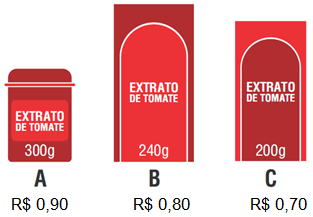 EXTRATO
DE TOMATE
300g
A
R$ 0,90
EXTRATO
DE TOMATE
240g
B
R$ 0,80
EXTRATO
DE TOMATE
200g
C
R$ 0,70